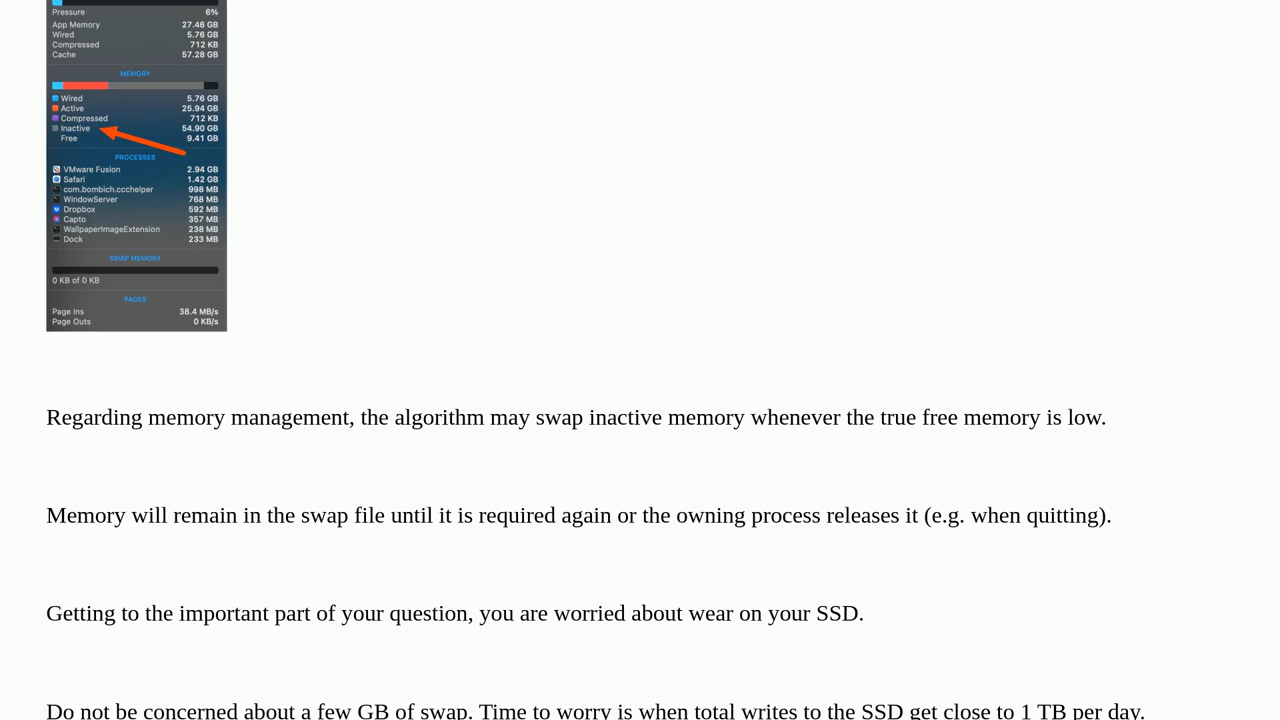 Pressure 6%
App Memory 27.46 GB
Wired 5.76 GB
Compressed 712 KB
Cache 57.28 GB
MEMORY
Wired 5.76 GB
Active 25.94 GB
Compressed 712 KB
Inactive 54.90 GB
Free 9.41 GB
PROCESSES
VMware Fusion 2.94 GB
Safari 1.42 GB
com.bombich.ccchelper 998 MB
WindowServer 768 MB
Dropbox 592 MB
Capto 357 MB
WallpaperImageExtension 238 MB
Dock 233 MB
SWAP MEMORY
0 KB of 0 KB
PAGES
Page Ins 38.4 MB/s
Page Outs 0 KB/s
Regarding memory management, the algorithm may swap inactive memory whenever the true free memory is low.
Memory will remain in the swap file until it is required again or the owning process releases it (e.g. when quitting).
Getting to the important part of your question, you are worried about wear on your SSD.
Do not be concerned about a few GB of swap. Time to worry is when total writes to the SSD get close to 1 TB per day.